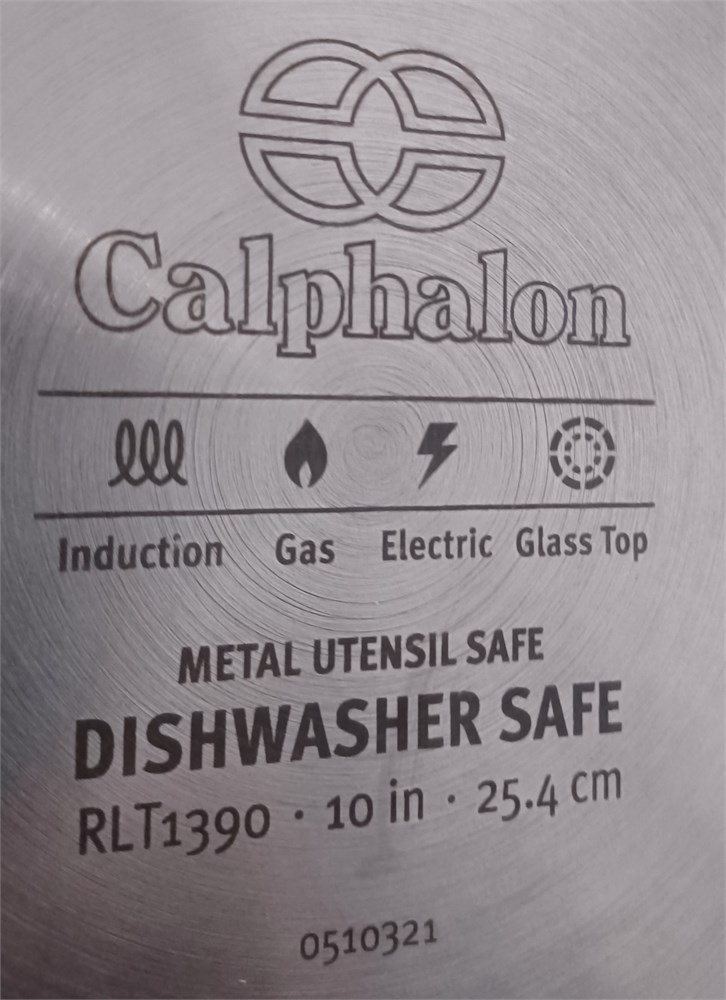 Calphalon
Induction Gas Electric Glass Top
METAL UTENSIL SAFE
DISHWASHER SAFE
RLT1390 · 10 in · 25.4 cm
0510321